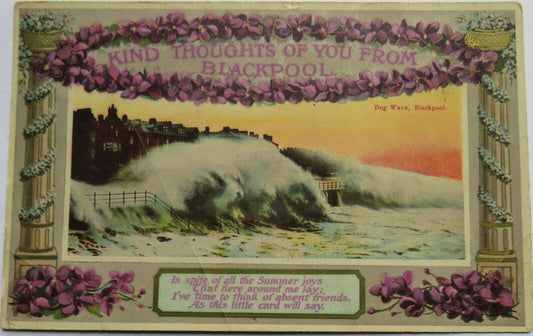 KIND THOUGHTS OF YOU FROM
BLACKPOOL.
Dog Wave, Blackpool.
In spite of all the Summer joys
That here around me lay;
I've time to think of absent friends,
As this little card will say.